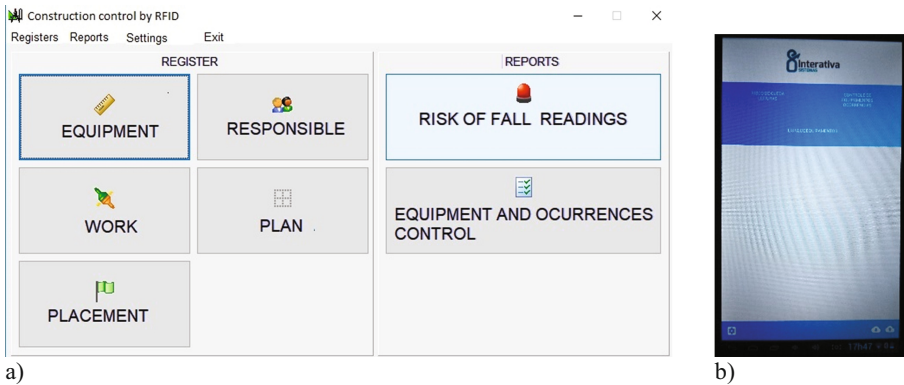 Construction control by RFID
Registers Reports Settings Exit
REGISTER
EQUIPMENT
RESPONSIBLE
WORK
PLAN
PLACEMENT
REPORTS
RISK OF FALL READINGS
EQUIPMENT AND OCURRENCES
CONTROL
a)
Interativa
17h47
b)